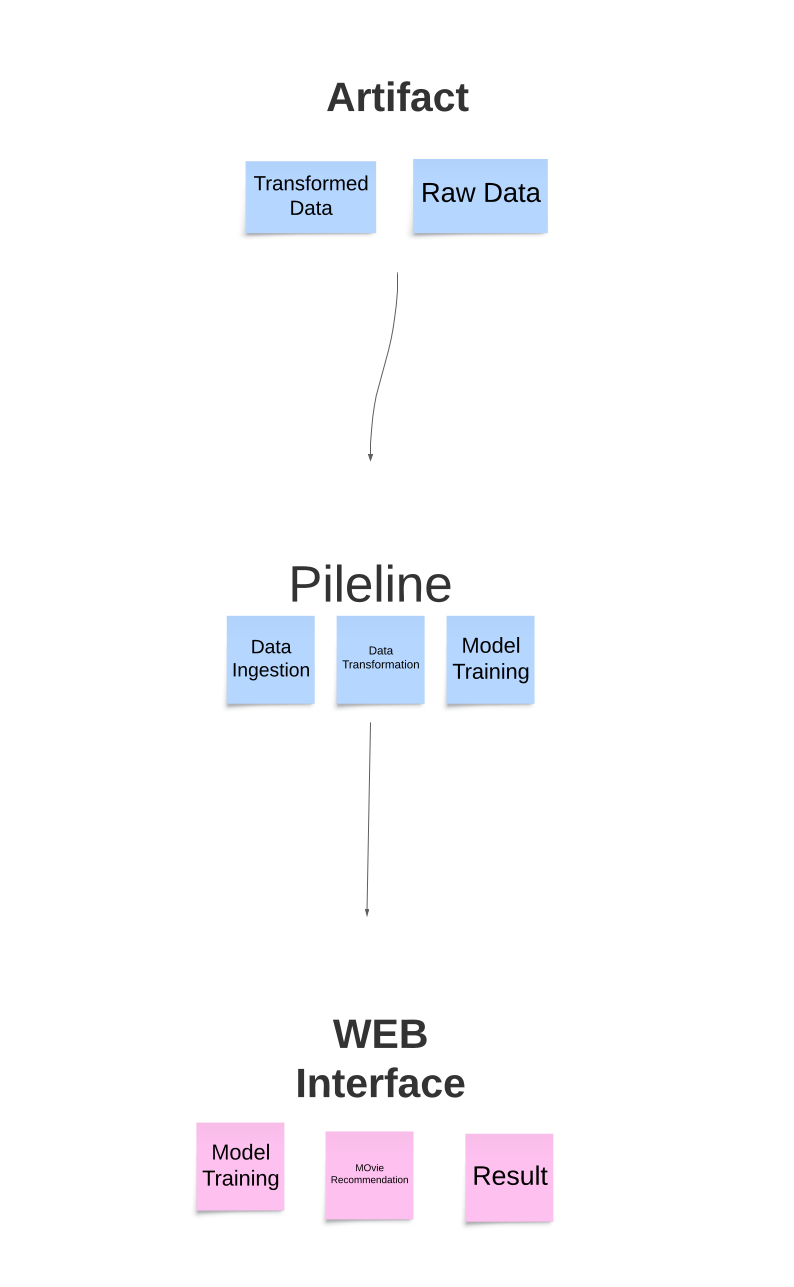 Artifact
Transformed
Data
Raw Data
Pileline
Data
Ingestion
Data
Transformation
Model
Training
WEB
Interface
Model
Training
MOvie
Recommendation
Result